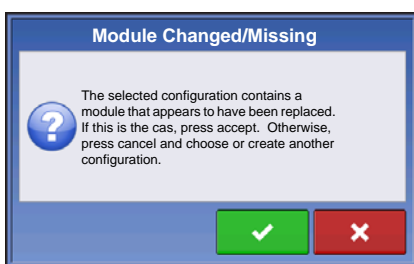 Module Changed/Missing
The selected configuration contains a
module that appears to have been replaced.
If this is the cas, press accept.  Otherwise,
press cancel and choose or create another
configuration.